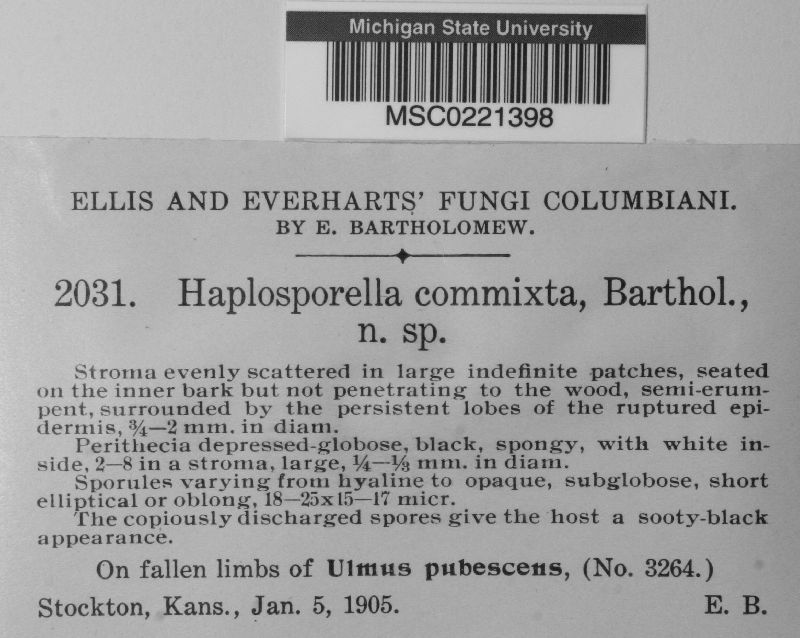 Michigan State University
MSC0221398
ELLIS AND EVERHARTS' FUNGI COLUMBIANI.
BY E. BARTHOLOMEW.
2031. Haplosporella commixta, Barthol.,
n. sp.
Stroma evenly scattered in large indefinite patches, seated
on the inner bark but not penetrating to the wood, semi-erum-
pent, surrounded by the persistent lobes of the ruptured epi-
dermis, ¾—2 mm. in diam.
Perithecia depressed-globose, black, spongy, with white in-
side, 2—8 in a stroma, large, ¼—⅓ mm. in diam.
Sporules varying from hyaline to opaque, subglobose, short
elliptical or oblong, 18—25x15—17 micr.
The copiously discharged spores give the host a sooty-black
appearance.
On fallen limbs of Ulmus pubescens, (No. 3264.)
Stockton, Kans., Jan. 5, 1905. E. B.